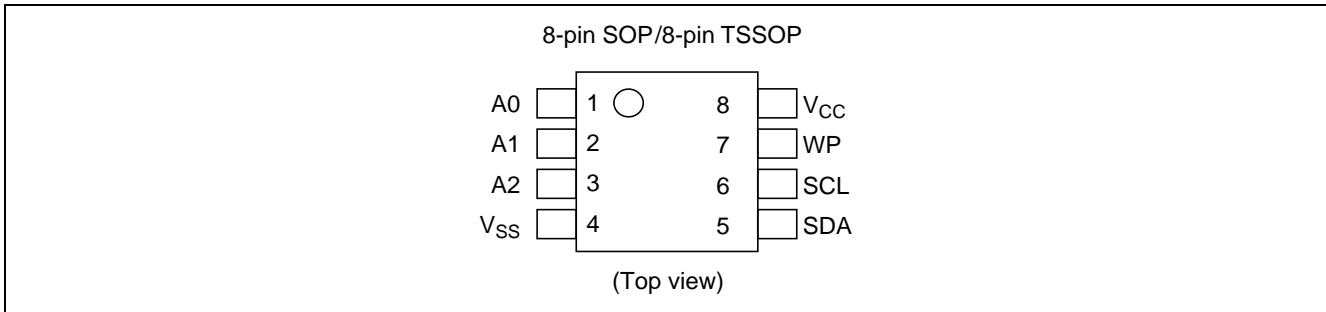 8-pin SOP/8-pin TSSOP
A0 1 8 VCC
A1 2 7 WP
A2 3 6 SCL
VSS 4 5 SDA
(Top view)